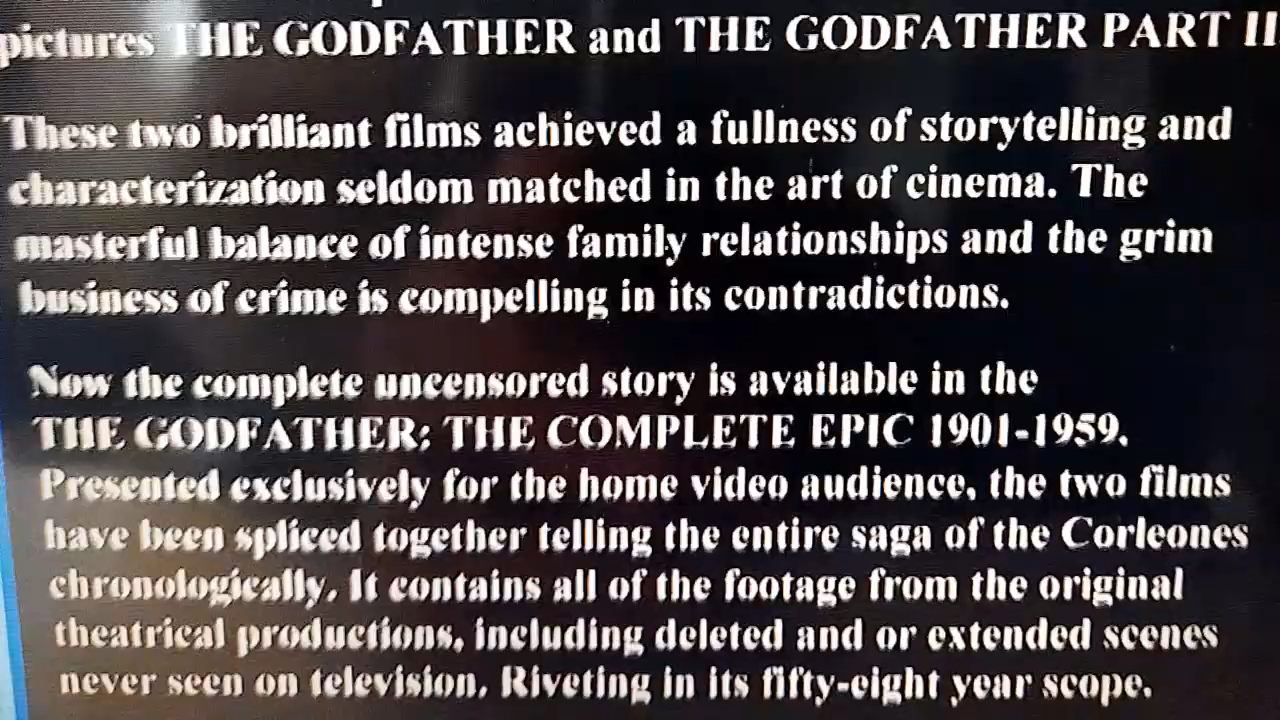 pictures THE GODFATHER and THE GODFATHER PART II
These two brilliant films achieved a fullness of storytelling and
characterization seldom matched in the art of cinema. The
masterful balance of intense family relationships and the grim
business of crime is compelling in its contradictions.
Now the complete uncensored story is available in the
THE GODFATHER: THE COMPLETE EPIC 1901-1959.
Presented exclusively for the home video audience, the two films
have been spliced together telling the entire saga of the Corleones
chronologically. It contains all of the footage from the original
theatrical productions, including deleted and or extended scenes
never seen on television. Riveting in its fifty-eight year scope.